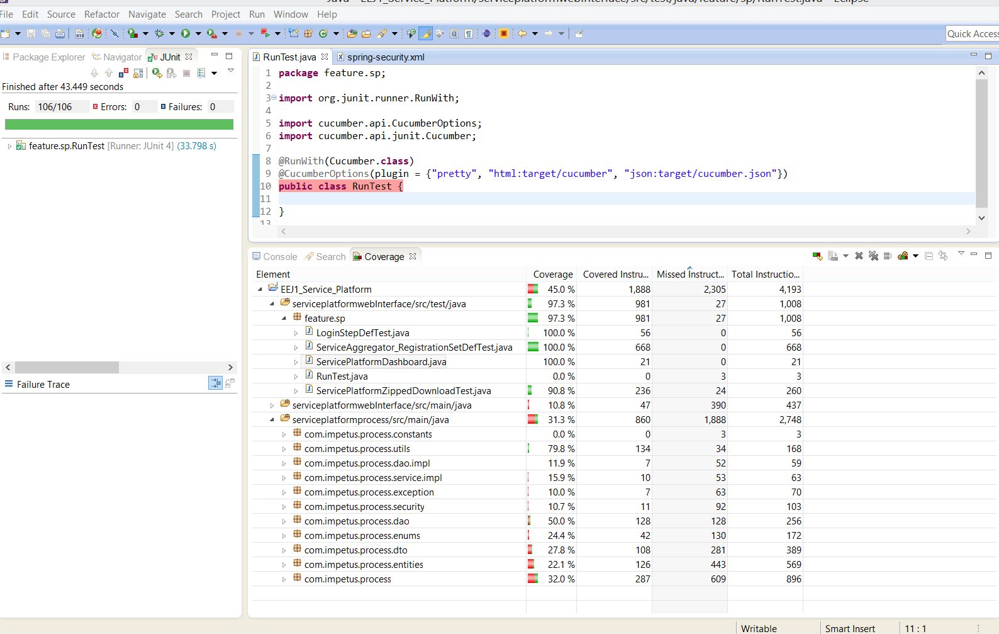 Java - EEJ1_Service_Platform/serviceplatformwebInterface/src/test/java/feature/sp/RunTest.java - Eclipse
File Edit Source Refactor Navigate Search Project Run Window Help
Quick Access
Package Explorer Navigator JUnit
Finished after 43.449 seconds
Runs: 106/106 Errors: 0 Failures: 0
feature.sp.RunTest [Runner: JUnit 4] (33.798 s)
Failure Trace
RunTest.java spring-security.xml
1 package feature.sp;
2
3 import org.junit.runner.RunWith;
4
5 import cucumber.api.CucumberOptions;
6 import cucumber.api.junit.Cucumber;
7
8 @RunWith(Cucumber.class)
9 @CucumberOptions(plugin = {"pretty", "html:target/cucumber", "json:target/cucumber.json"})
10 public class RunTest {
11
12 }
13
Console Search Coverage
Element Coverage Covered Instru... Missed Instruct... Total Instructio...
EEJ1_Service_Platform 45.0 % 1,888 2,305 4,193
serviceplatformwebInterface/src/test/java 97.3 % 981 27 1,008
feature.sp 97.3 % 981 27 1,008
LoginStepDefTest.java 100.0 % 56 0 56
ServiceAggregator_RegistrationSetDefTest.java 100.0 % 668 0 668
ServicePlatformDashboard.java 100.0 % 21 0 21
RunTest.java 0.0 % 0 3 3
ServicePlatformZippedDownloadTest.java 90.8 % 236 24 260
serviceplatformwebInterface/src/main/java 10.8 % 47 390 437
serviceplatformprocess/src/main/java 31.3 % 860 1,888 2,748
com.impetus.process.constants 0.0 % 0 3 3
com.impetus.process.utils 79.8 % 134 34 168
com.impetus.process.dao.impl 11.9 % 7 52 59
com.impetus.process.service.impl 15.9 % 10 53 63
com.impetus.process.exception 10.0 % 7 63 70
com.impetus.process.security 10.7 % 11 92 103
com.impetus.process.dao 50.0 % 128 128 256
com.impetus.process.enums 24.4 % 42 130 172
com.impetus.process.dto 27.8 % 108 281 389
com.impetus.process.entities 22.1 % 126 443 569
com.impetus.process 32.0 % 287 609 896
Writable Smart Insert 11 : 1